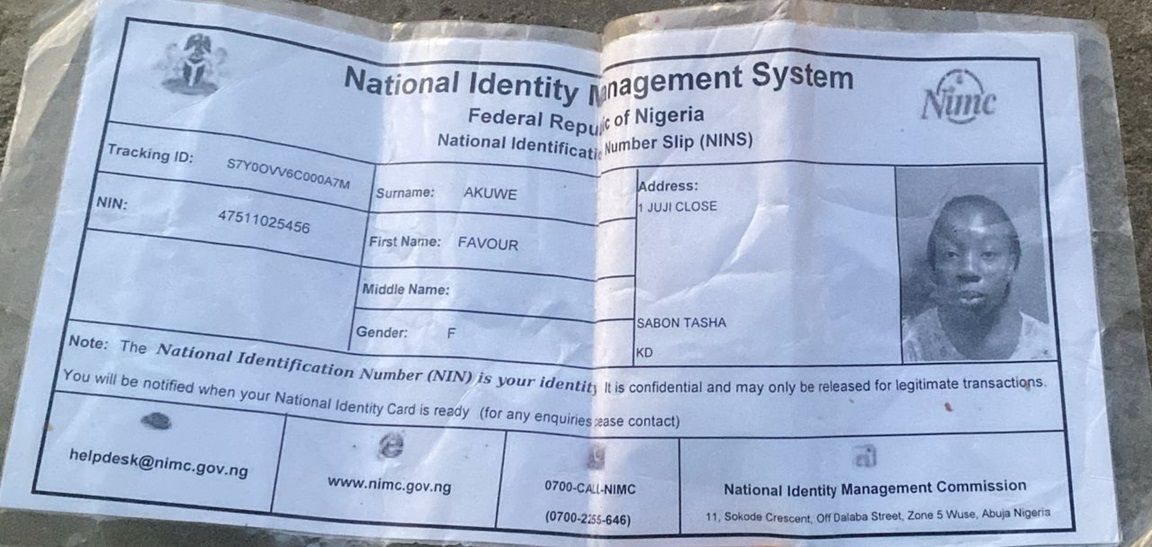 National Identity Management System
Federal Republic of Nigeria
National Identification Number Slip (NINS)
Nimc
Tracking ID: S7Y0OVV6C000A7M
NIN: 47511025456
Surname: AKUWE
First Name: FAVOUR
Middle Name:
Gender: F
Address:
1 JUJI CLOSE
SABON TASHA
KD
Note: The National Identification Number (NIN) is your identity It is confidential and may only be released for legitimate transactions.
You will be notified when your National Identity Card is ready (for any enquiries please contact)
helpdesk@nimc.gov.ng
www.nimc.gov.ng
0700-CALL-NIMC
(0700-2255-646)
National Identity Management Commission
11, Sokode Crescent, Off Dalaba Street, Zone 5 Wuse, Abuja Nigeria